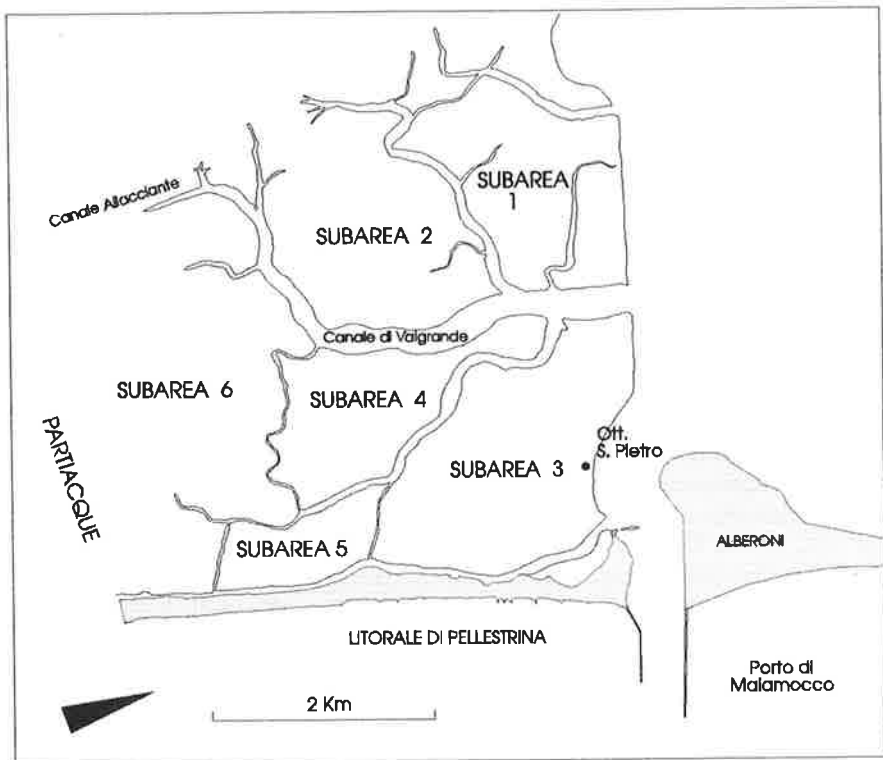 SUBAREA
1
Canale Allacciante
SUBAREA 2
Canale di Valgrande
SUBAREA 6
SUBAREA 4
PARTIACQUE
Ott.
S. Pietro
SUBAREA 3
ALBERONI
SUBAREA 5
LITORALE DI PELLESTRINA
Porto di
Malamocco
2 Km